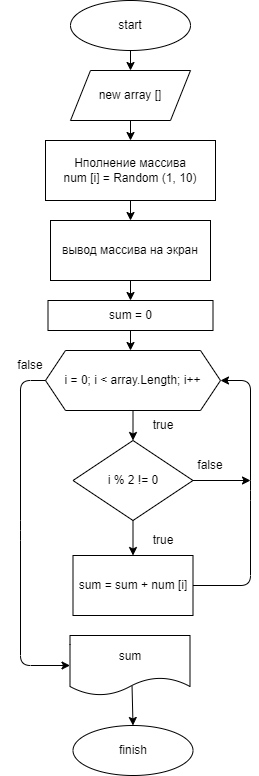 start
new array []
Нполнение массива
num [i] = Random (1, 10)
вывод массива на экран
sum = 0
false
i = 0; i < array.Length; i++
true
false
i % 2 != 0
true
sum = sum + num [i]
sum
finish